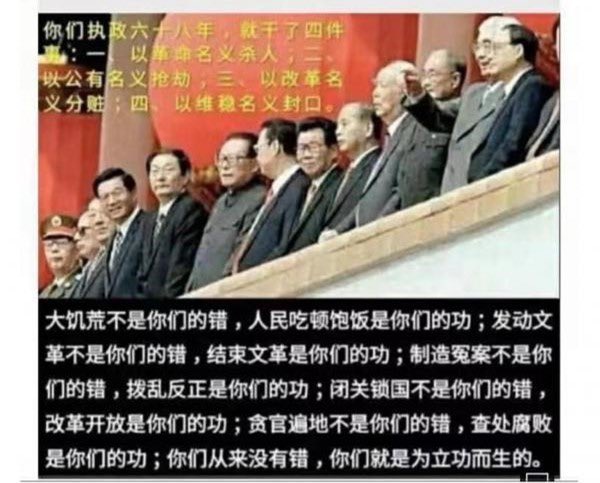 你们执政六十八年，就干了四件
事：一、以革命名义杀人；二、
以公有名义抢劫；三、以改革名
义分赃；四、以维稳名义封口。
大饥荒不是你们的错，人民吃顿饱饭是你们的功；发动文
革不是你们的错，结束文革是你们的功；制造冤案不是你
们的错，拨乱反正是你们的功；闭关锁国不是你们的错，
改革开放是你们的功；贪官遍地不是你们的错，查处腐败
是你们的功；你们从来没有错，你们就是为立功而生的。